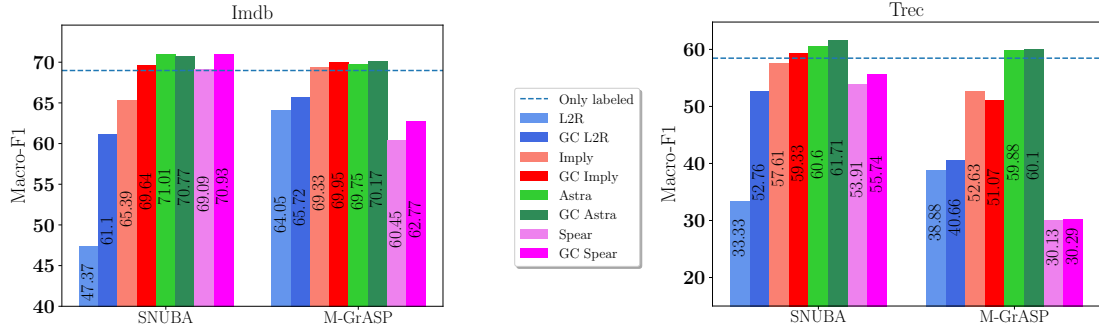 Imdb
Macro-F1
70
65
60
55
50
45
40
47.37
61.1
65.39
69.64
71.01
70.77
69.09
70.93
64.05
65.72
69.33
69.95
69.75
70.17
60.45
62.77
SNUBA
M-GrASP
Only labeled
L2R
GC L2R
Imply
GC Imply
Astra
GC Astra
Spear
GC Spear
Trec
Macro-F1
60
50
40
30
20
33.33
52.76
57.61
59.33
60.6
61.71
53.91
55.74
38.88
40.66
52.63
51.07
59.88
60.1
30.13
30.29
SNUBA
M-GrASP